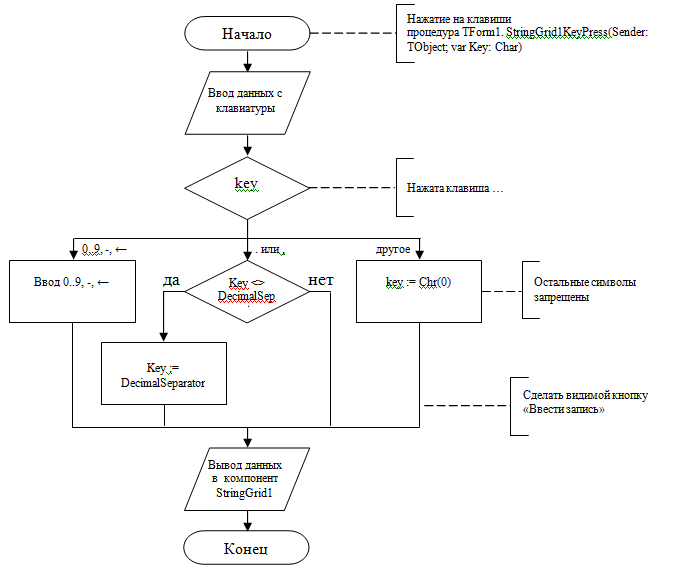 Начало
Нажатие на клавиши
процедура TForm1. StringGrid1KeyPress(Sender:
TObject; var Key: Char)
Ввод данных с
клавиатуры
key
Нажата клавиша ...
0..9, -, ←
. или ,
другое
Ввод 0..9, -, ←
да
Key <>
DecimalSep
нет
key := Chr(0)
Остальные символы
запрещены
Key :=
DecimalSeparator
Сделать видимой кнопку
«Ввести запись»
Вывод данных
в компонент
StringGrid1
Конец